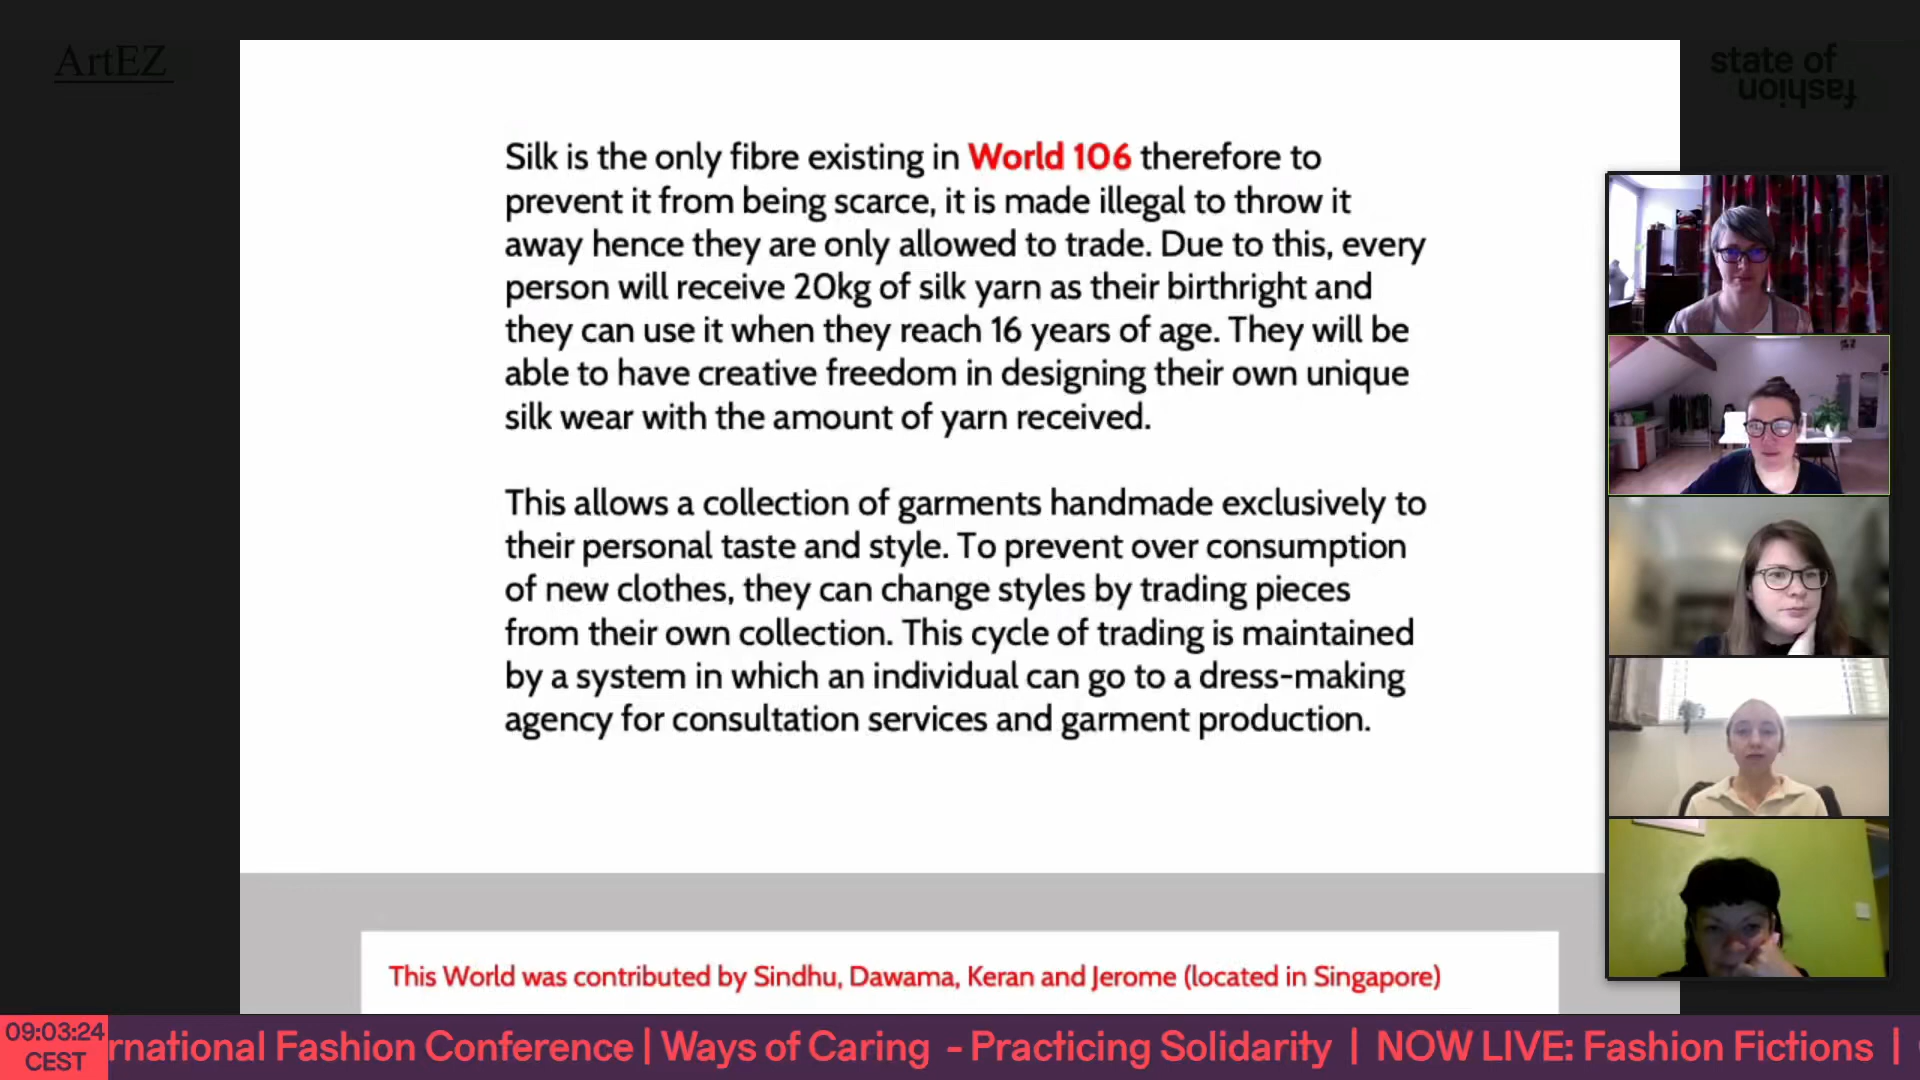 ArtEZ
state of
fashion
Silk is the only fibre existing in World 106 therefore to
prevent it from being scarce, it is made illegal to throw it
away hence they are only allowed to trade. Due to this, every
person will receive 20kg of silk yarn as their birthright and
they can use it when they reach 16 years of age. They will be
able to have creative freedom in designing their own unique
silk wear with the amount of yarn received.
This allows a collection of garments handmade exclusively to
their personal taste and style. To prevent over consumption
of new clothes, they can change styles by trading pieces
from their own collection. This cycle of trading is maintained
by a system in which an individual can go to a dress-making
agency for consultation services and garment production.
This World was contributed by Sindhu, Dawama, Keran and Jerome (located in Singapore)
09:03:24
CEST
rnational Fashion Conference | Ways of Caring - Practicing Solidarity | NOW LIVE: Fashion Fictions |